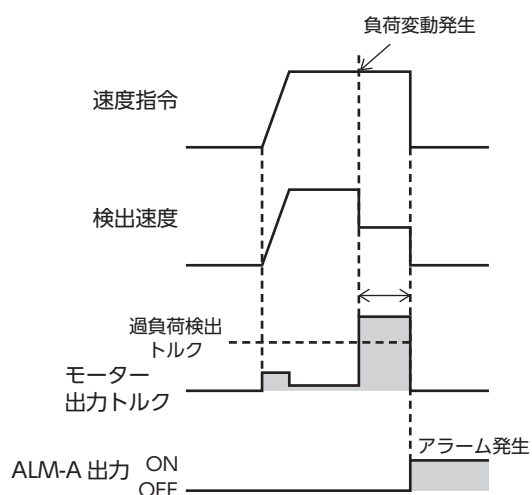 負荷変動発生
速度指令
検出速度
過負荷検出
トルク
モーター
出力トルク
アラーム発生
ALM-A 出力 ON
OFF